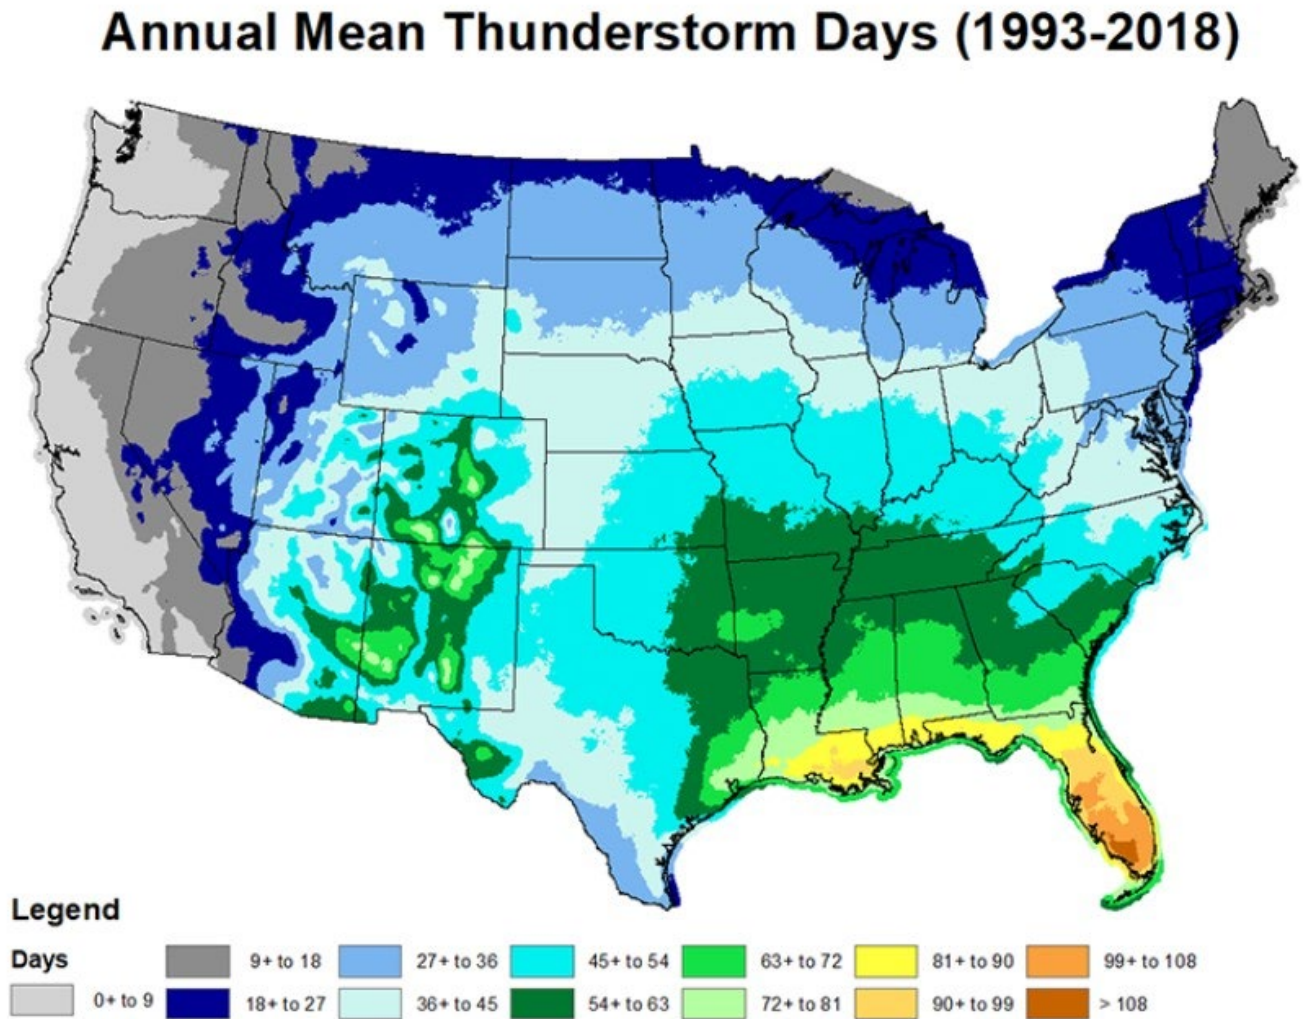 Annual Mean Thunderstorm Days (1993-2018)
Legend
Days
9+ to 18
27+ to 36
45+ to 54
63+ to 72
81+ to 90
99+ to 108
0+ to 9
18+ to 27
36+ to 45
54+ to 63
72+ to 81
90+ to 99
> 108